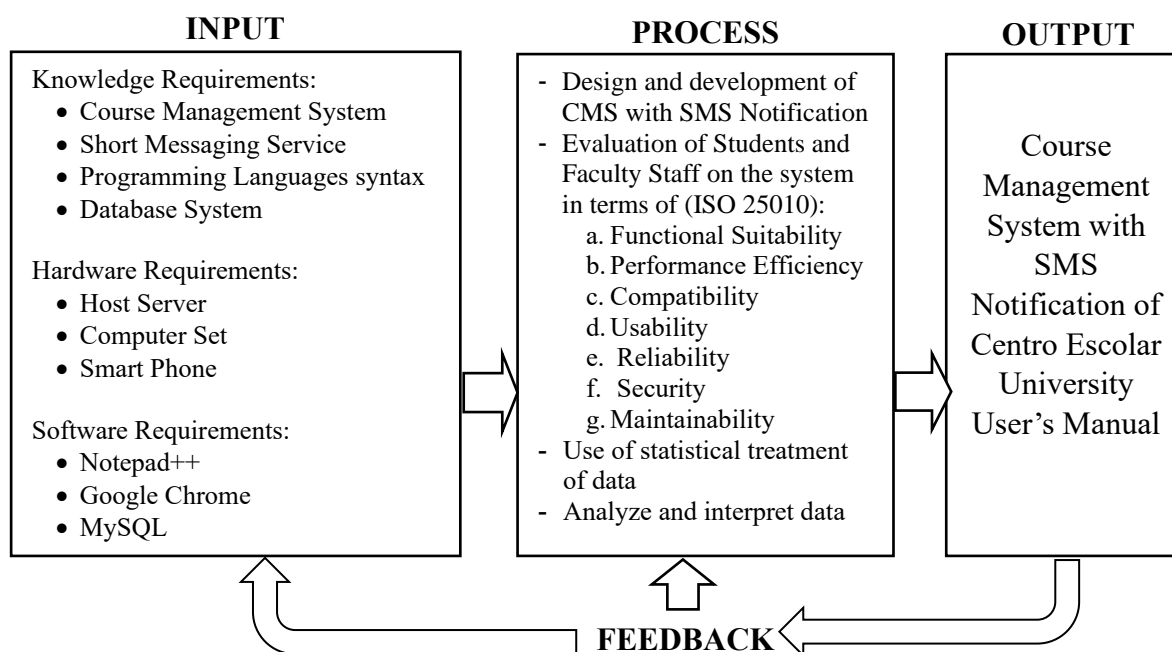 INPUT
Knowledge Requirements:
• Course Management System
• Short Messaging Service
• Programming Languages syntax
• Database System
Hardware Requirements:
• Host Server
• Computer Set
• Smart Phone
Software Requirements:
• Notepad++
• Google Chrome
• MySQL
PROCESS
- Design and development of
CMS with SMS Notification
- Evaluation of Students and
Faculty Staff on the system
in terms of (ISO 25010):
a. Functional Suitability
b. Performance Efficiency
c. Compatibility
d. Usability
e. Reliability
f. Security
g. Maintainability
- Use of statistical treatment
of data
- Analyze and interpret data
OUTPUT
Course
Management
System with
SMS
Notification of
Centro Escolar
University
User’s Manual
FEEDBACK